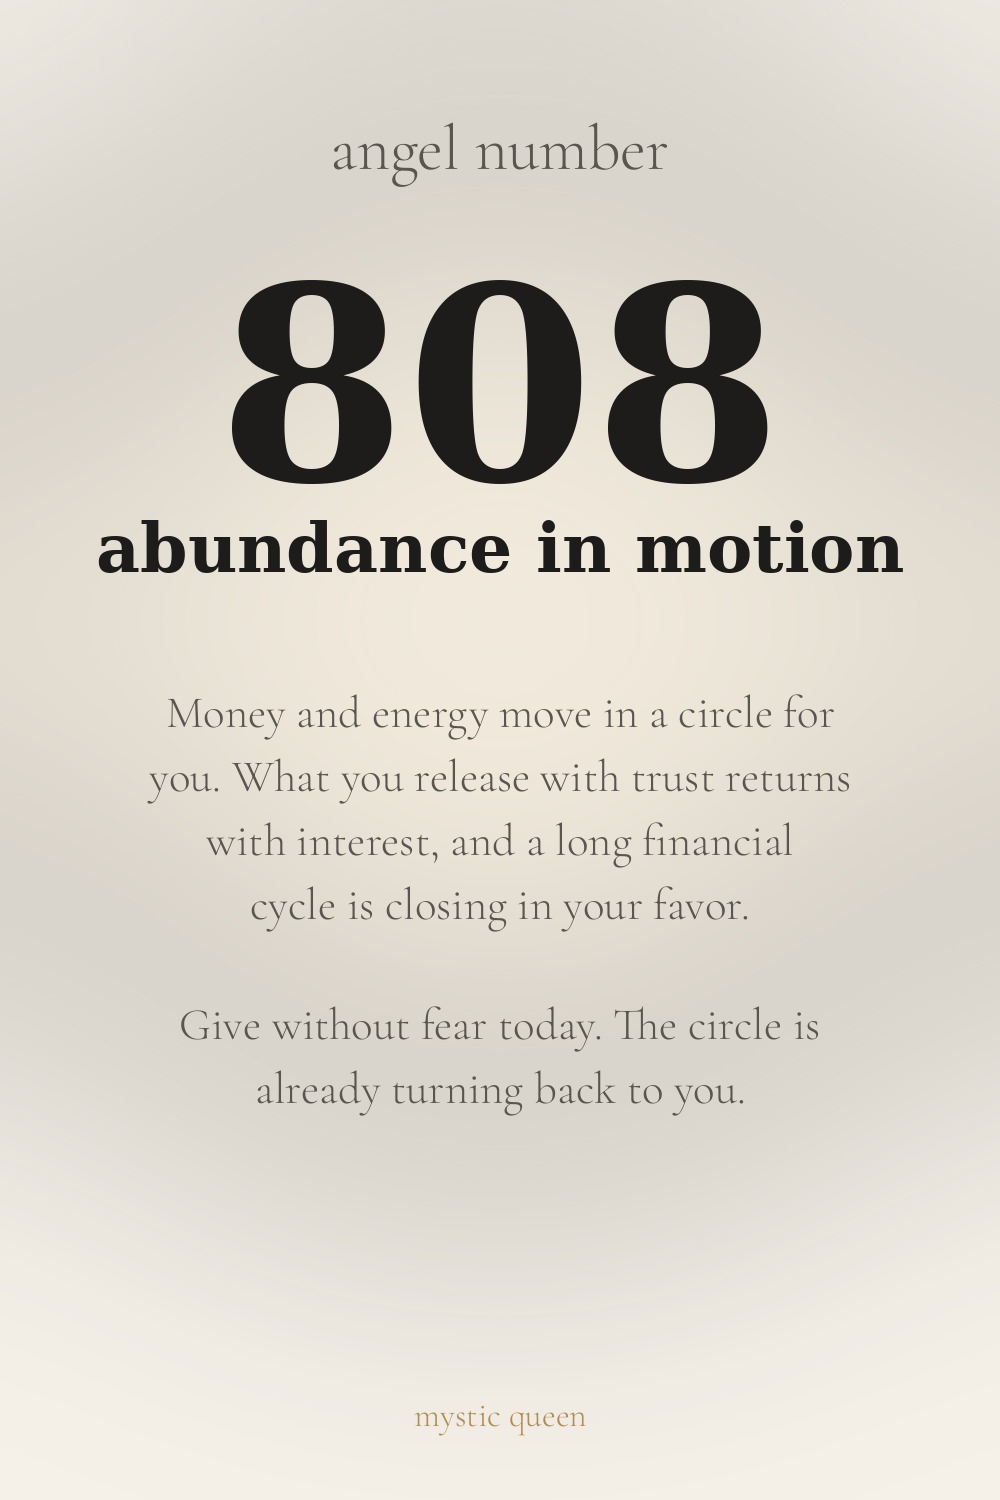 angel number
808
abundance in motion
Money and energy move in a circle for
you. What you release with trust returns
with interest, and a long financial
cycle is closing in your favor.
Give without fear today. The circle is
already turning back to you.
mystic queen